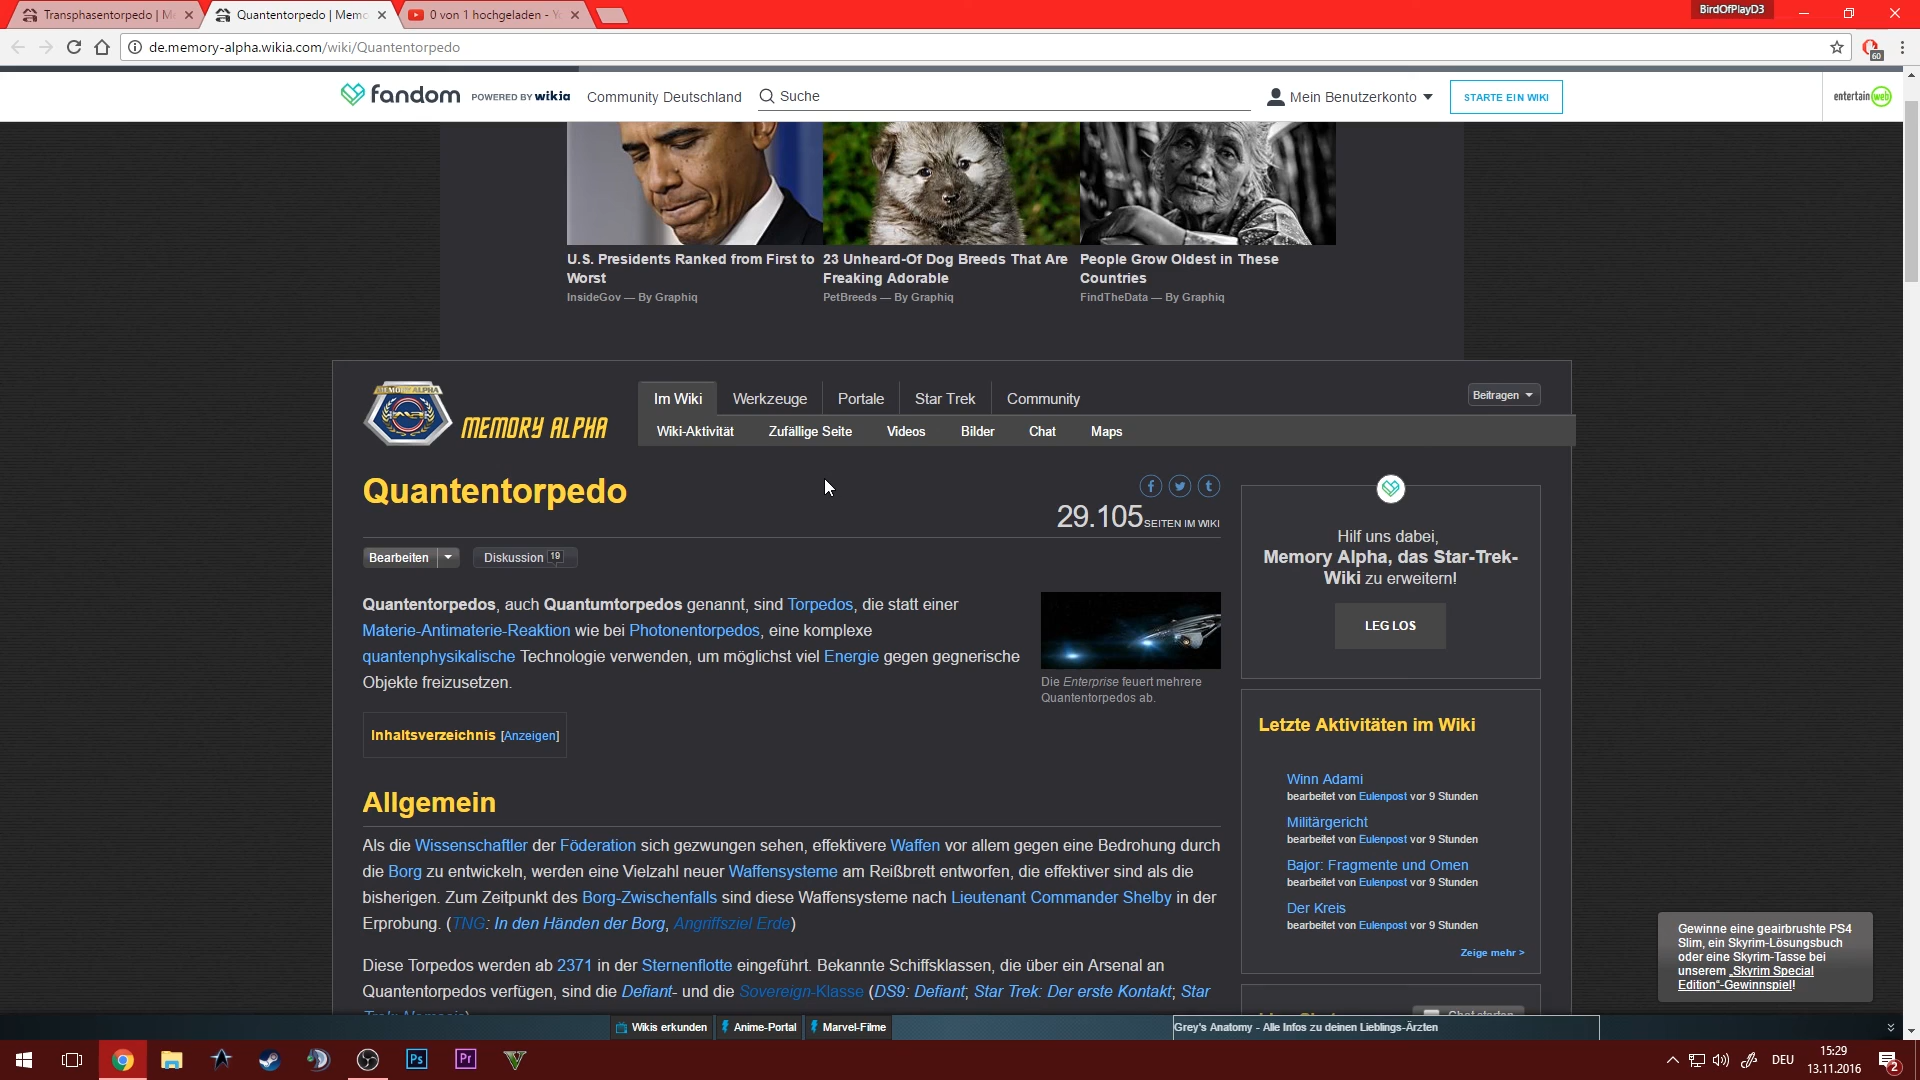 Transphasentorpedo | Me
Quantentorpedo | Memo
0 von 1 hochgeladen - Yo
BirdOfPlayD3
de.memory-alpha.wikia.com/wiki/Quantentorpedo
60
fandom POWERED BY wikia
Community Deutschland
Suche
Mein Benutzerkonto
STARTE EIN WIKI
entertain web
U.S. Presidents Ranked from First to
Worst
InsideGov — By Graphiq
23 Unheard-Of Dog Breeds That Are
Freaking Adorable
PetBreeds — By Graphiq
People Grow Oldest in These
Countries
FindTheData — By Graphiq
MEMORY ALPHA
MEMORY ALPHA
Im Wiki Werkzeuge Portale Star Trek Community
Beitragen
Wiki-Aktivität Zufällige Seite Videos Bilder Chat Maps
Quantentorpedo
29.105 SEITEN IM WIKI
Bearbeiten
Diskussion 19
Quantentorpedos, auch Quantumtorpedos genannt, sind Torpedos, die statt einer
Materie-Antimaterie-Reaktion wie bei Photonentorpedos, eine komplexe
quantenphysikalische Technologie verwenden, um möglichst viel Energie gegen gegnerische
Objekte freizusetzen.
Die Enterprise feuert mehrere
Quantentorpedos ab.
Inhaltsverzeichnis [Anzeigen]
Allgemein
Als die Wissenschaftler der Föderation sich gezwungen sehen, effektivere Waffen vor allem gegen eine Bedrohung durch
die Borg zu entwickeln, werden eine Vielzahl neuer Waffensysteme am Reißbrett entworfen, die effektiver sind als die
bisherigen. Zum Zeitpunkt des Borg-Zwischenfalls sind diese Waffensysteme nach Lieutenant Commander Shelby in der
Erprobung. (TNG: In den Händen der Borg, Angriffsziel Erde)
Diese Torpedos werden ab 2371 in der Sternenflotte eingeführt. Bekannte Schiffsklassen, die über ein Arsenal an
Quantentorpedos verfügen, sind die Defiant- und die Sovereign-Klasse (DS9: Defiant; Star Trek: Der erste Kontakt; Star
Hilf uns dabei,
Memory Alpha, das Star-Trek-
Wiki zu erweitern!
LEG LOS
Letzte Aktivitäten im Wiki
Winn Adami
bearbeitet von Eulenpost vor 9 Stunden
Militärgericht
bearbeitet von Eulenpost vor 9 Stunden
Bajor: Fragmente und Omen
bearbeitet von Eulenpost vor 9 Stunden
Der Kreis
bearbeitet von Eulenpost vor 9 Stunden
Zeige mehr >
Gewinne eine geairbrushte PS4
Slim, ein Skyrim-Lösungsbuch
oder eine Skyrim-Tasse bei
unserem „Skyrim Special
Edition“-Gewinnspiel!
Wikis erkunden
Anime-Portal
Marvel-Filme
Grey's Anatomy - Alle Infos zu deinen Lieblings-Ärzten
Ps
Pr
DEU
15:29
13.11.2016
2